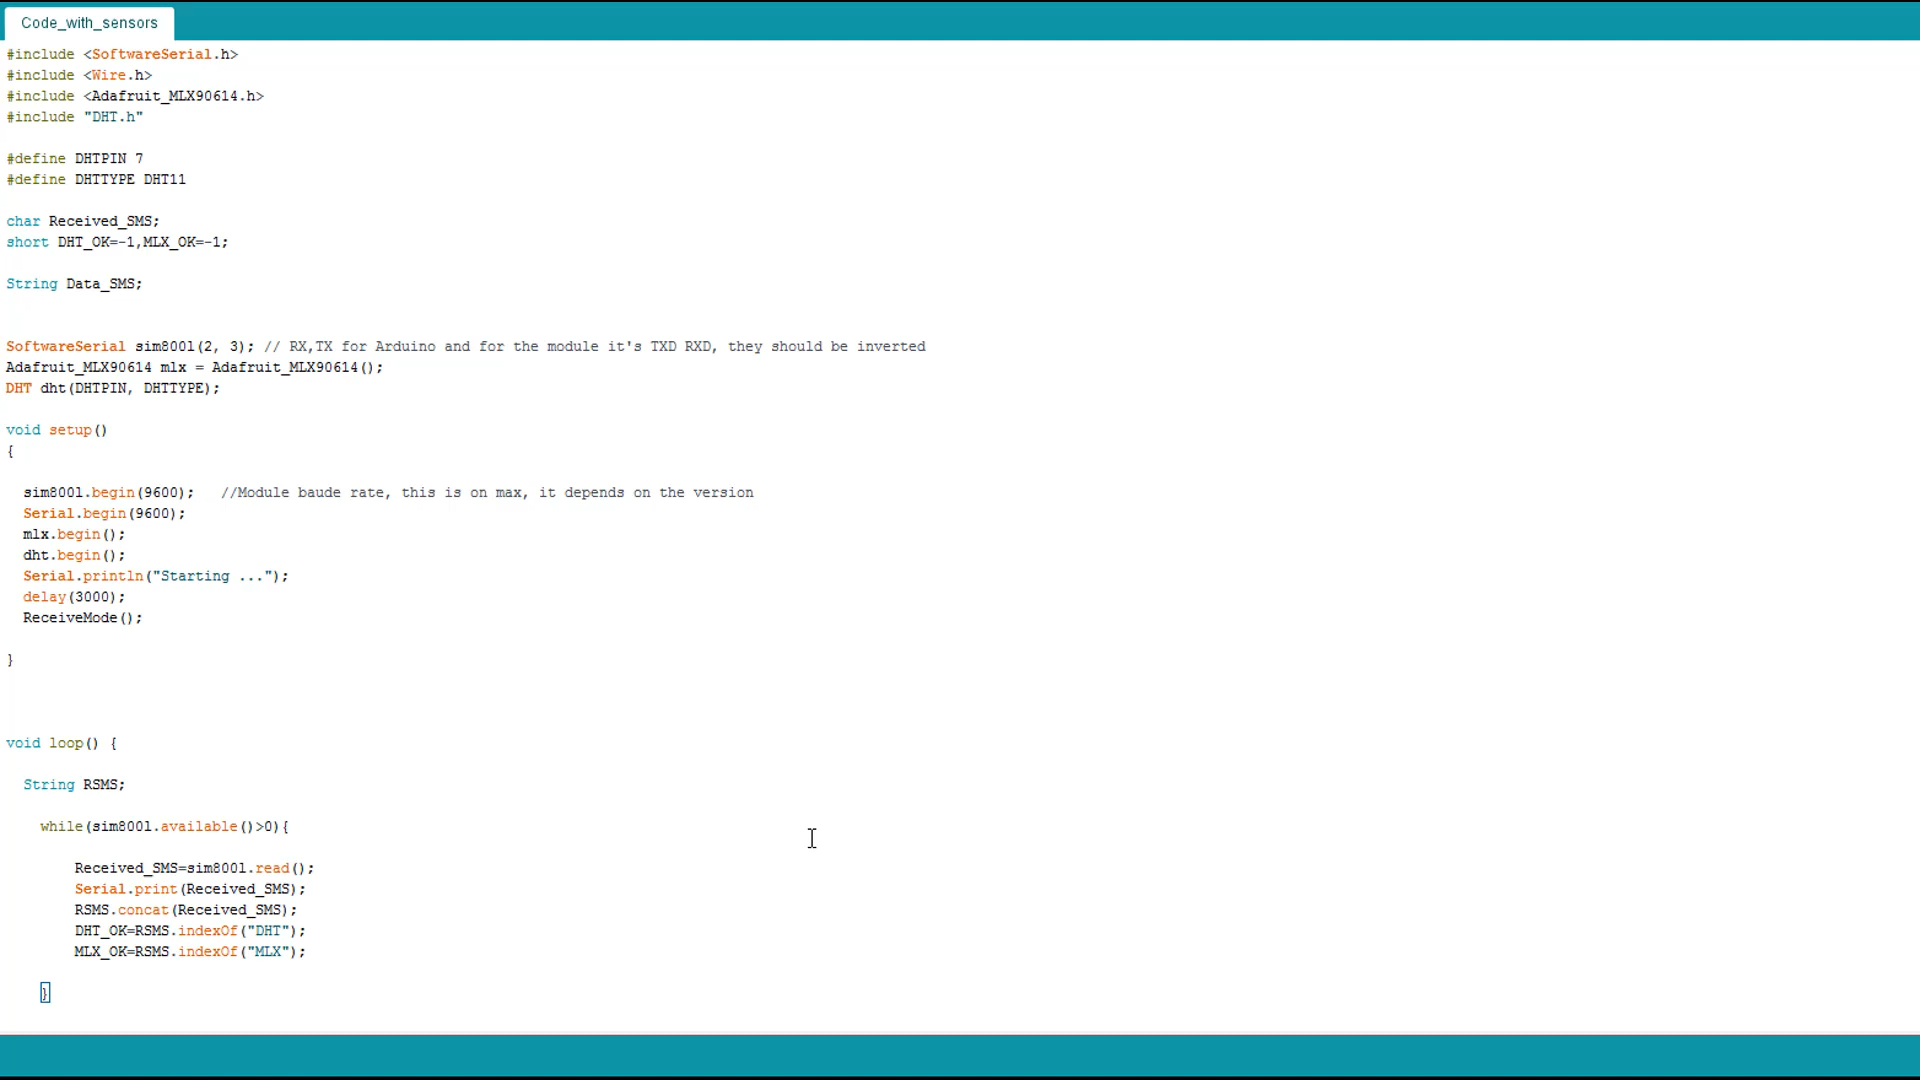 Code_with_sensors
#include <SoftwareSerial.h>
#include <Wire.h>
#include <Adafruit_MLX90614.h>
#include "DHT.h"
#define DHTPIN 7
#define DHTTYPE DHT11
char Received_SMS;
short DHT_OK=-1,MLX_OK=-1;
String Data_SMS;
SoftwareSerial sim800l(2, 3); // RX,TX for Arduino and for the module it's TXD RXD, they should be inverted
Adafruit_MLX90614 mlx = Adafruit_MLX90614();
DHT dht(DHTPIN, DHTTYPE);
void setup()
{
sim800l.begin(9600);   //Module baude rate, this is on max, it depends on the version
Serial.begin(9600);
mlx.begin();
dht.begin();
Serial.println("Starting ...");
delay(3000);
ReceiveMode();
}
void loop() {
String RSMS;
while(sim800l.available()>0){
Received_SMS=sim800l.read();
Serial.print(Received_SMS);
RSMS.concat(Received_SMS);
DHT_OK=RSMS.indexOf("DHT");
MLX_OK=RSMS.indexOf("MLX");
}